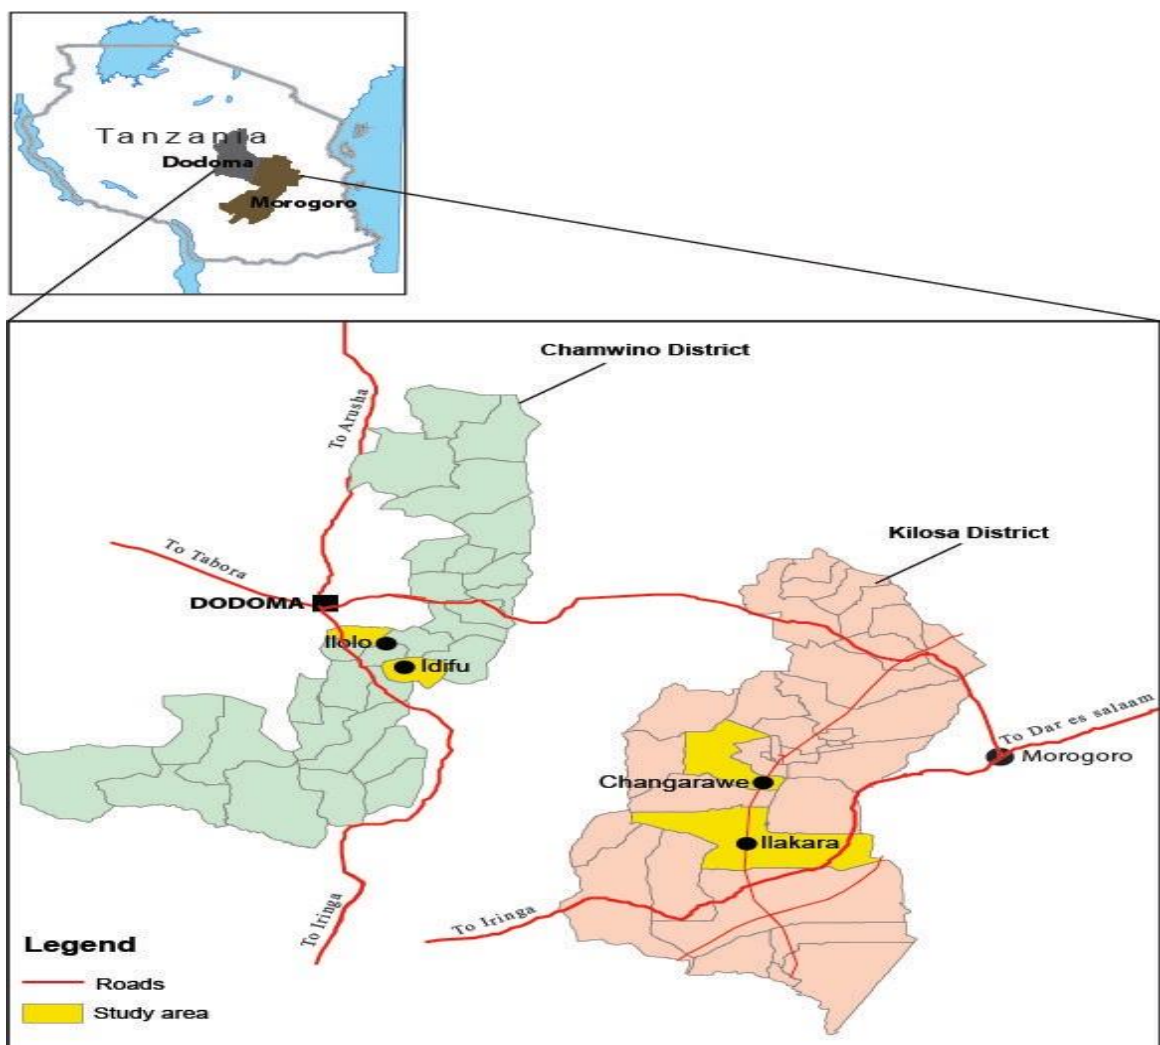 Tanzania
Dodoma
Morogoro
Chamwino District
To Arusha
Kilosa District
To Tabora
DODOMA
Ilolo
Idifu
To Dar es salaam
Morogoro
Changarawe
Ilakara
To Iringa
To Iringa
Legend
Roads
Study area